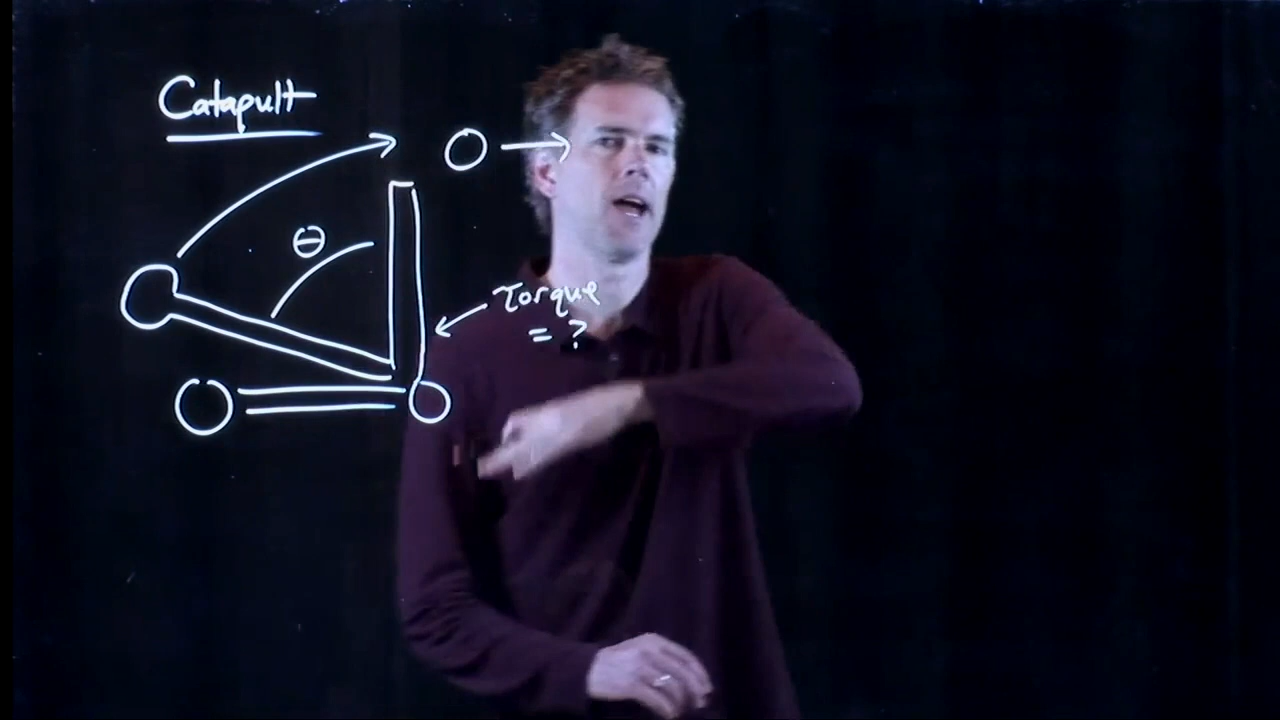 Catapult
θ
Torque
= ?